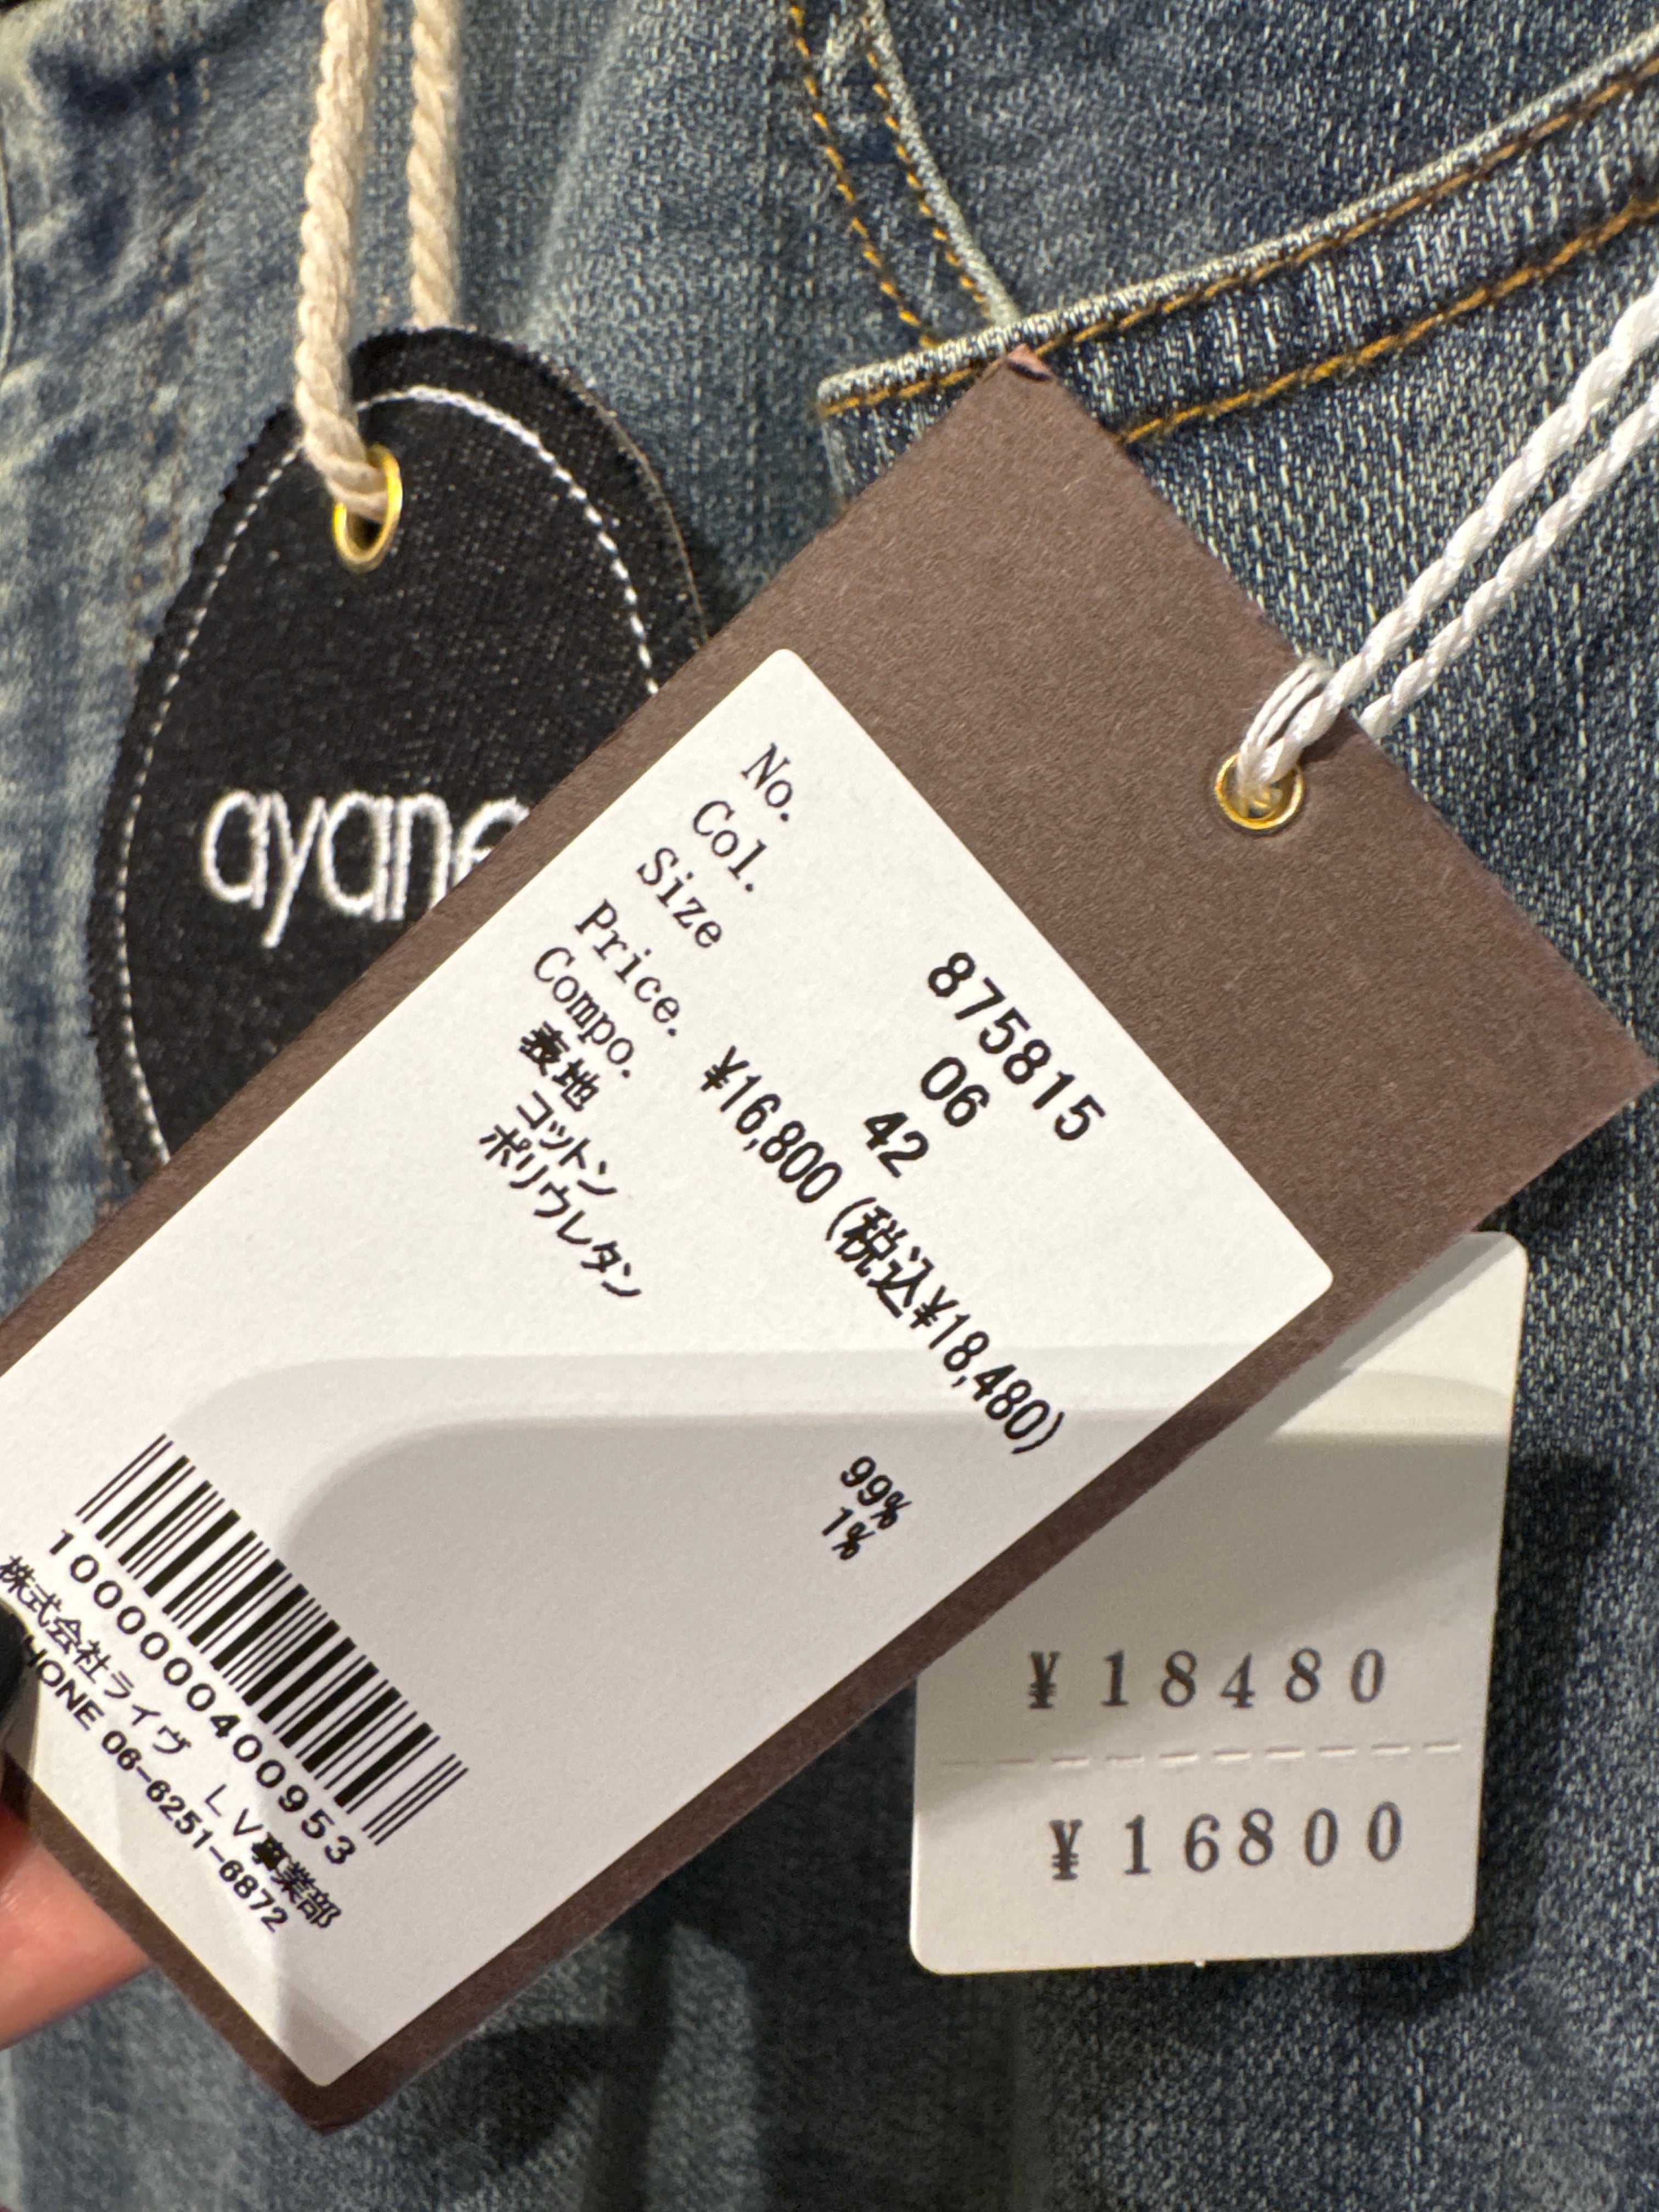 ayane
No. 875815
Col. 06
Size 42
Price. ¥16,800 (税込¥18,480)
Compo.
表地
コットン 99%
ポリウレタン 1%
1000000400953
株式会社ライヴ LV事業部
HONE 06-6251-6872
¥18480
¥16800